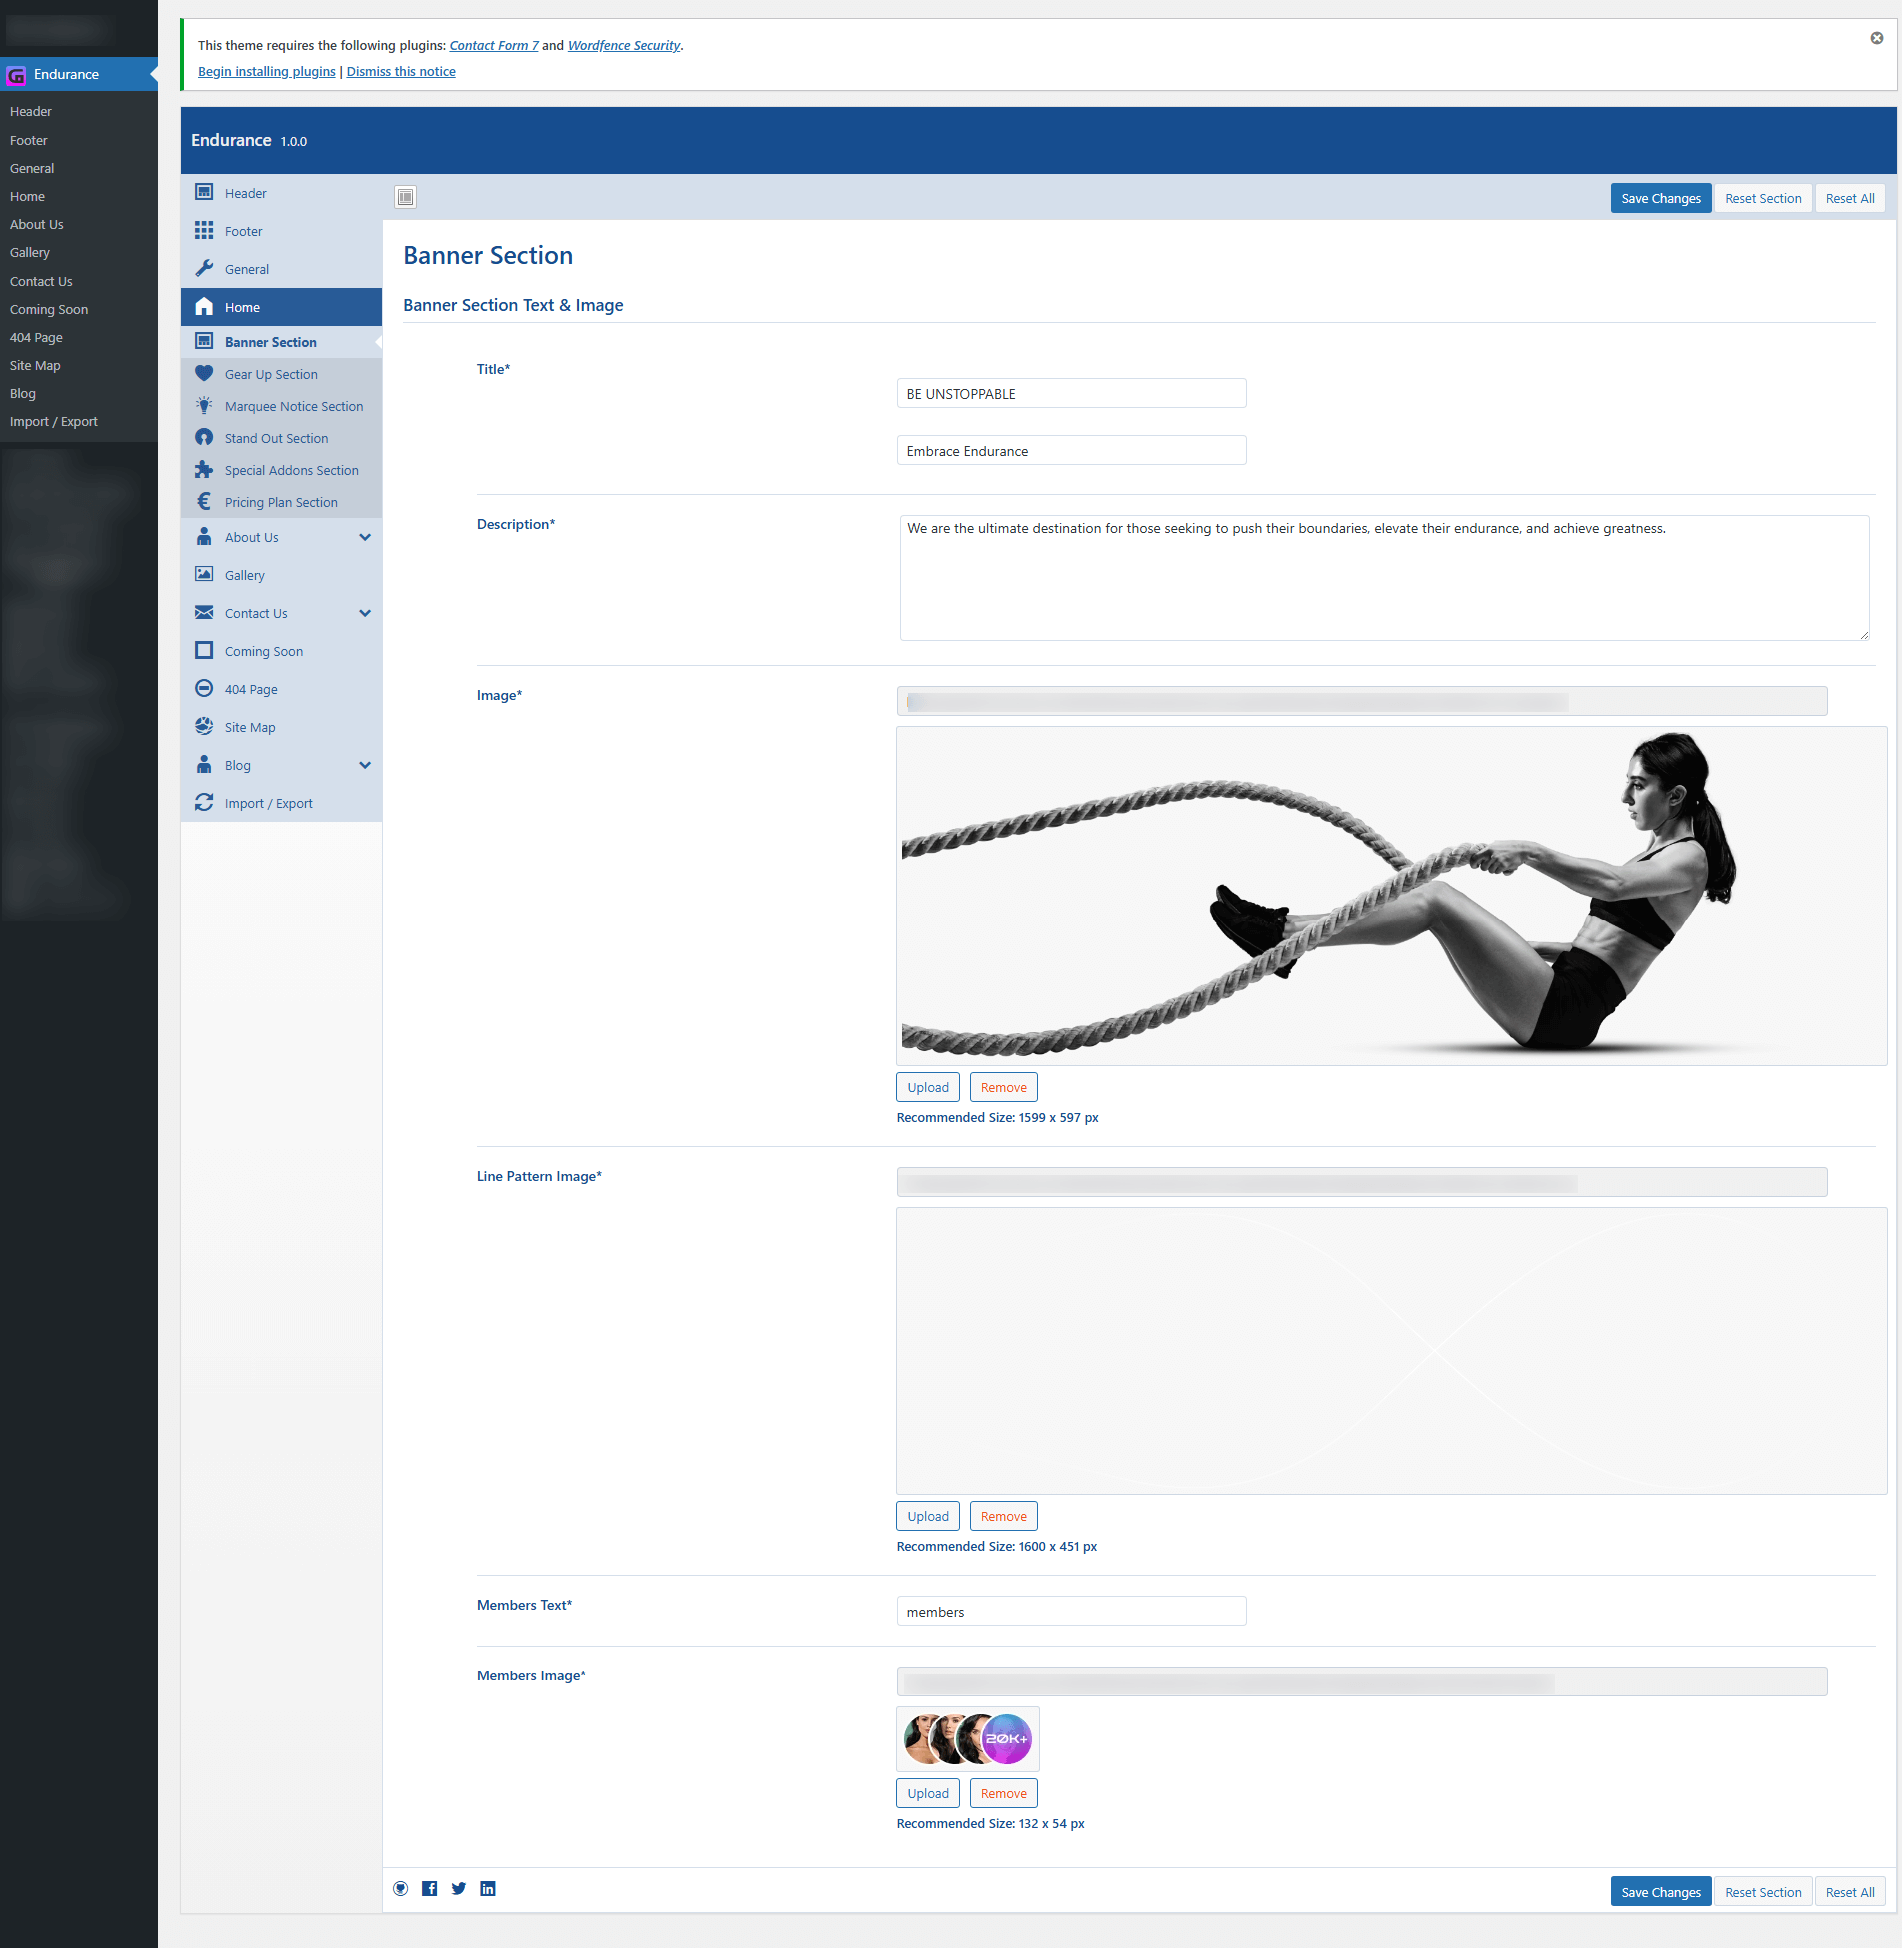 This theme requires the following plugins: Contact Form 7 and Wordfence Security.
Begin installing plugins | Dismiss this notice
Endurance
Header
Footer
General
Home
About Us
Gallery
Contact Us
Coming Soon
404 Page
Site Map
Blog
Import / Export
Endurance 1.0.0
Header
Footer
General
Home
Banner Section
Gear Up Section
Marquee Notice Section
Stand Out Section
Special Addons Section
Pricing Plan Section
About Us
Gallery
Contact Us
Coming Soon
404 Page
Site Map
Blog
Import / Export
Save Changes Reset Section Reset All
Banner Section
Banner Section Text & Image
Title*
BE UNSTOPPABLE
Embrace Endurance
Description*
We are the ultimate destination for those seeking to push their boundaries, elevate their endurance, and achieve greatness.
Image*
Upload Remove
Recommended Size: 1599 x 597 px
Line Pattern Image*
Upload Remove
Recommended Size: 1600 x 451 px
Members Text*
members
Members Image*
20K+
Upload Remove
Recommended Size: 132 x 54 px
Save Changes Reset Section Reset All